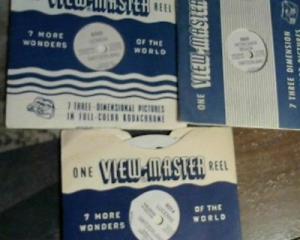 VIEW-MASTER REEL
7 MORE
WONDERS
OF THE
WORLD
7 THREE-DIMENSIONAL PICTURES
IN FULL-COLOR KODACHROME
ONE VIEW-MASTER
7 THREE DIMENSION
ONE VIEW-MASTER REEL
7 MORE
WONDERS
OF THE
WORLD